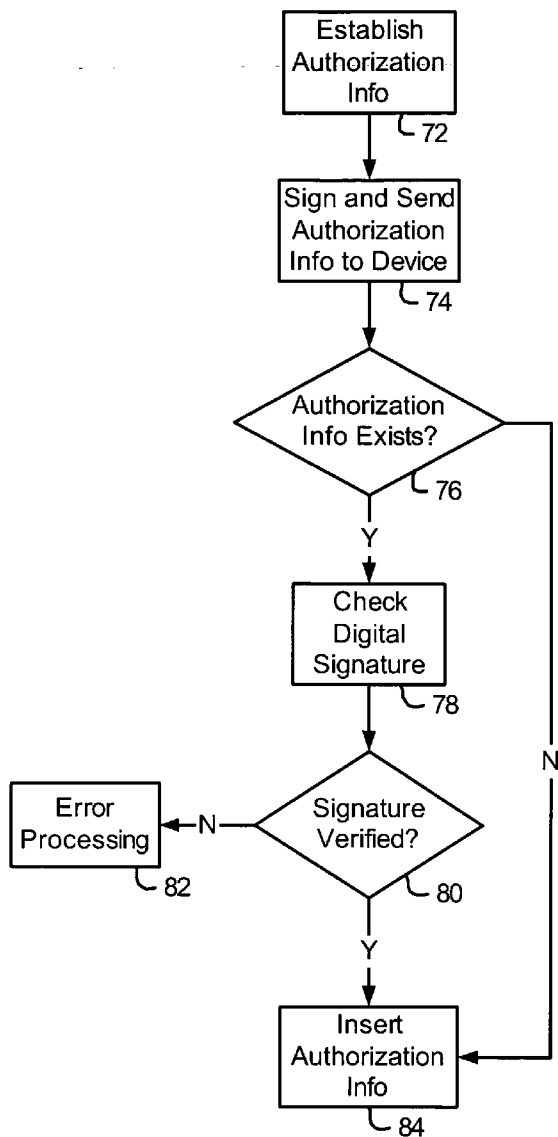 Establish
Authorization
Info
72
Sign and Send
Authorization
Info to Device
74
Authorization
Info Exists?
76
Y
Check
Digital
Signature
78
N
Error
Processing
82
N
Signature
Verified?
80
Y
Insert
Authorization
Info
84